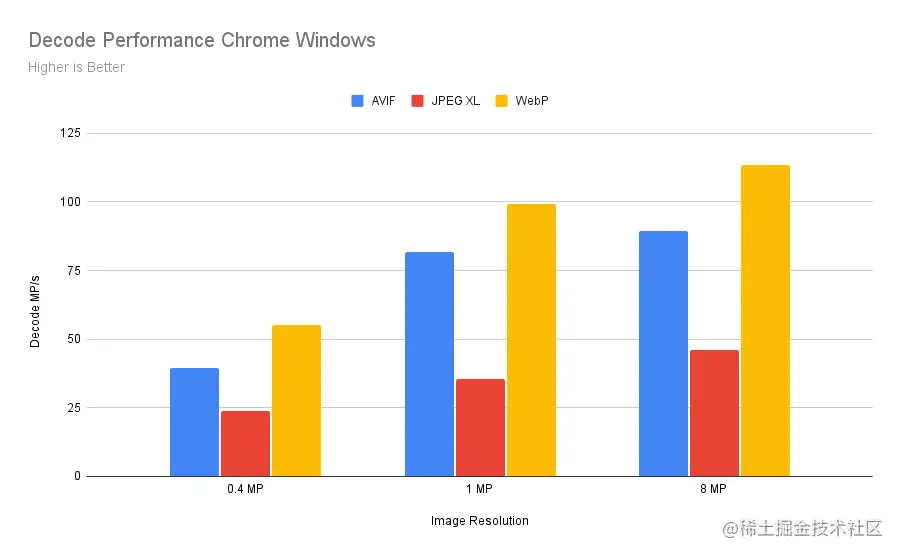 Decode Performance Chrome Windows
Higher is Better
AVIF JPEG XL WebP
125
100
75
50
25
0
Decode MP/s
0.4 MP 1 MP 8 MP
Image Resolution
@稀土掘金技术社区